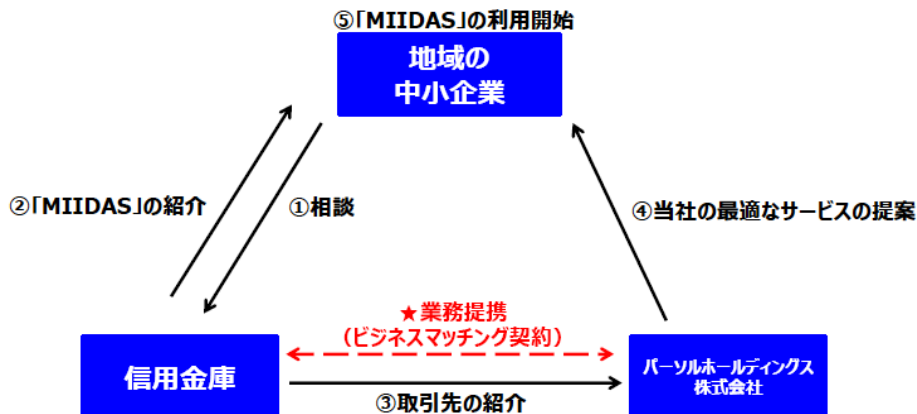 ⑤「MIIDAS」の利用開始
地域の
中小企業
②「MIIDAS」の紹介
①相談
④当社の最適なサービスの提案
★業務提携
（ビジネスマッチング契約）
信用金庫
パーソルホールディングス
株式会社
③取引先の紹介